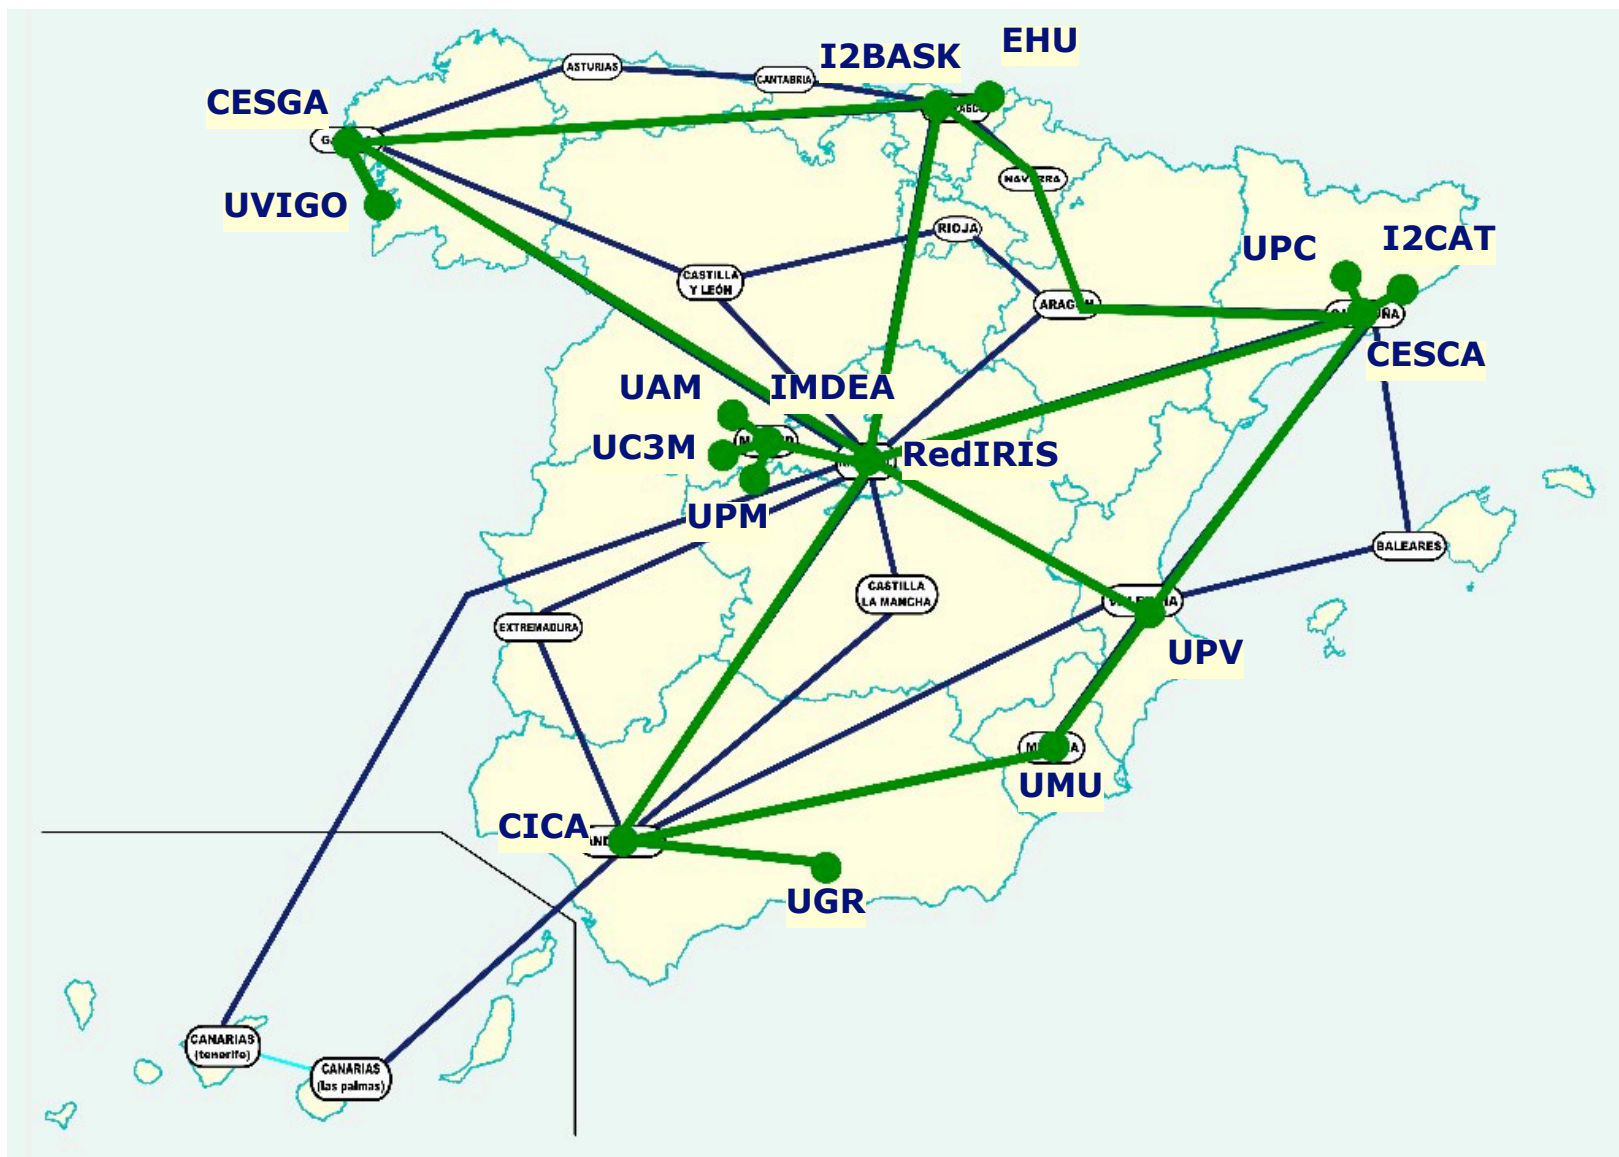 EHU
I2BASK
ASTURIAS
CANTABRIA
CESGA
NAVARRA
UVIGO
RIOJA
I2CAT
UPC
CASTILLA
Y LEÓN
ARAGÓN
CESCA
UAM
IMDEA
UC3M
RedIRIS
UPM
BALEARES
CASTILLA
LA MANCHA
EXTREMADURA
UPV
UMU
CICA
UGR
CANARIAS
(tenerife)
CANARIAS
(las palmas)